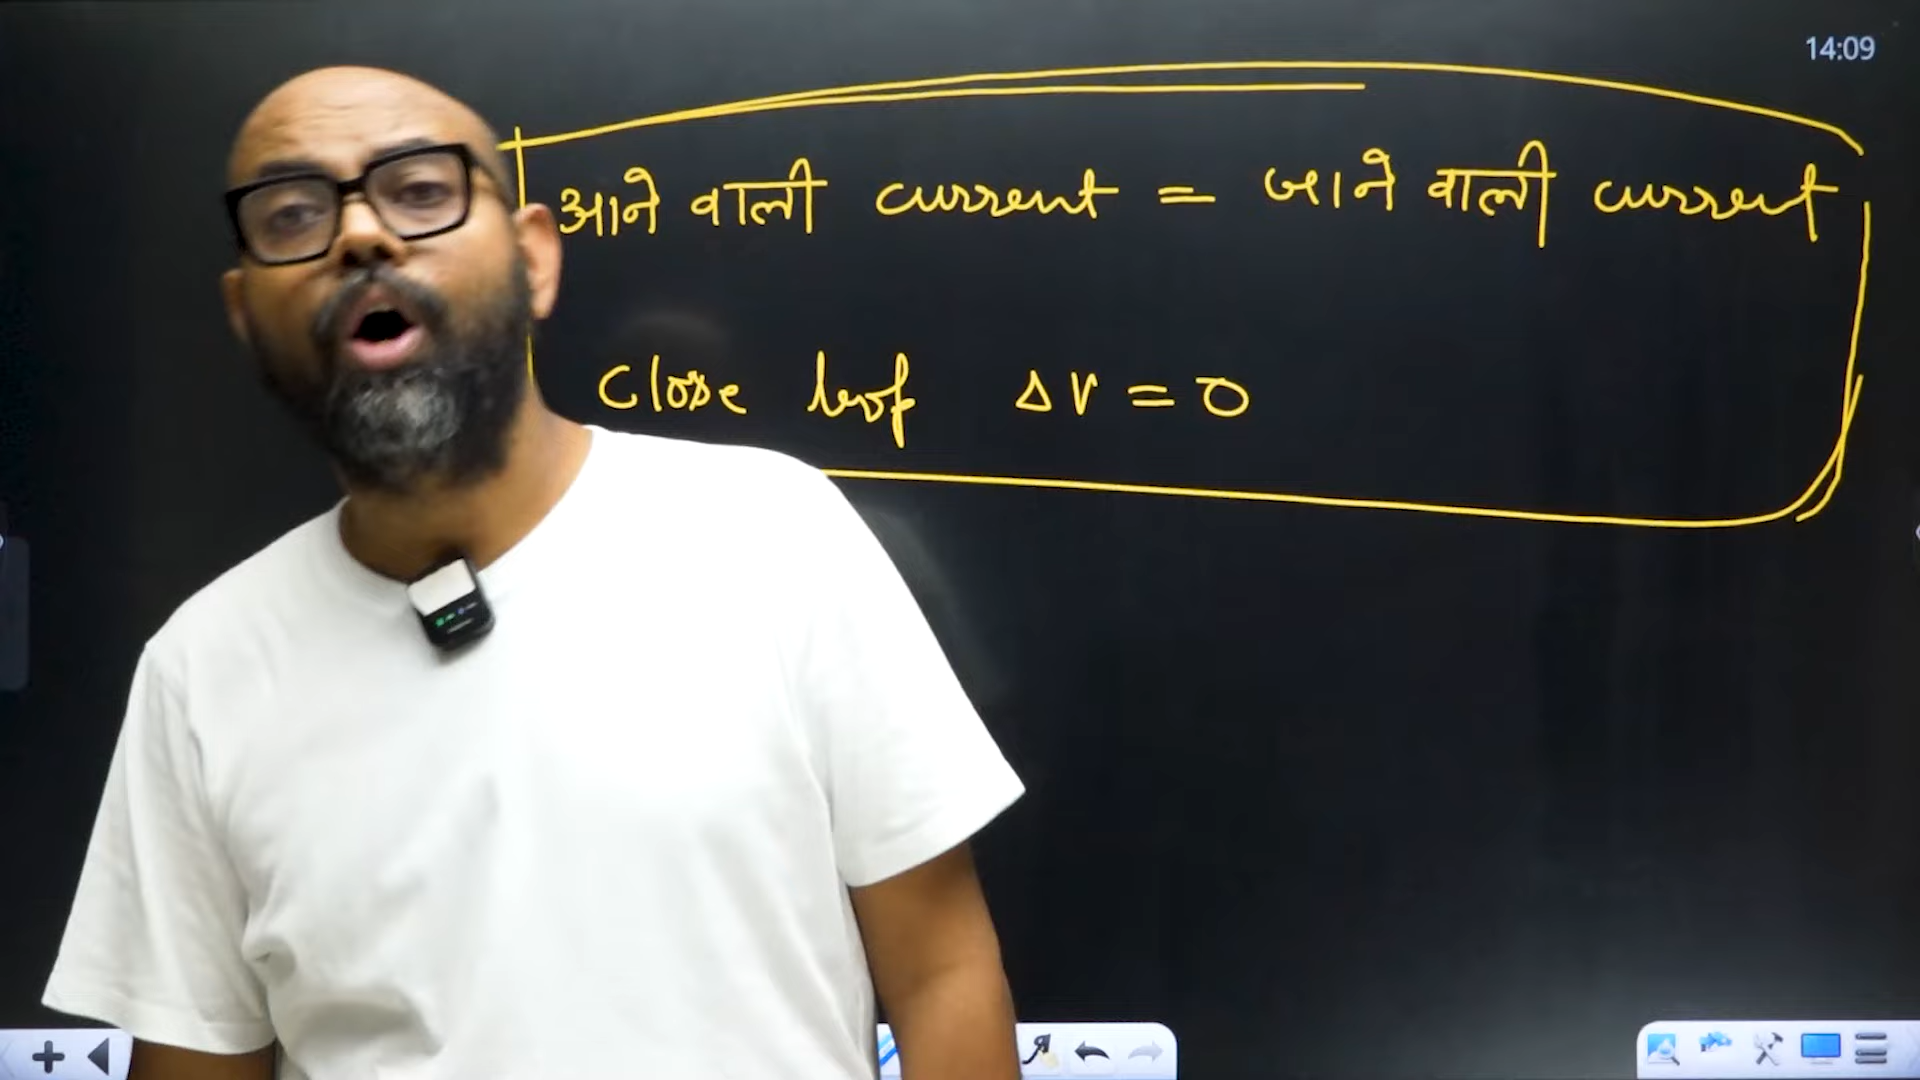 14:09
आने वाली current = जाने वाली current
Close loop ΔV = 0